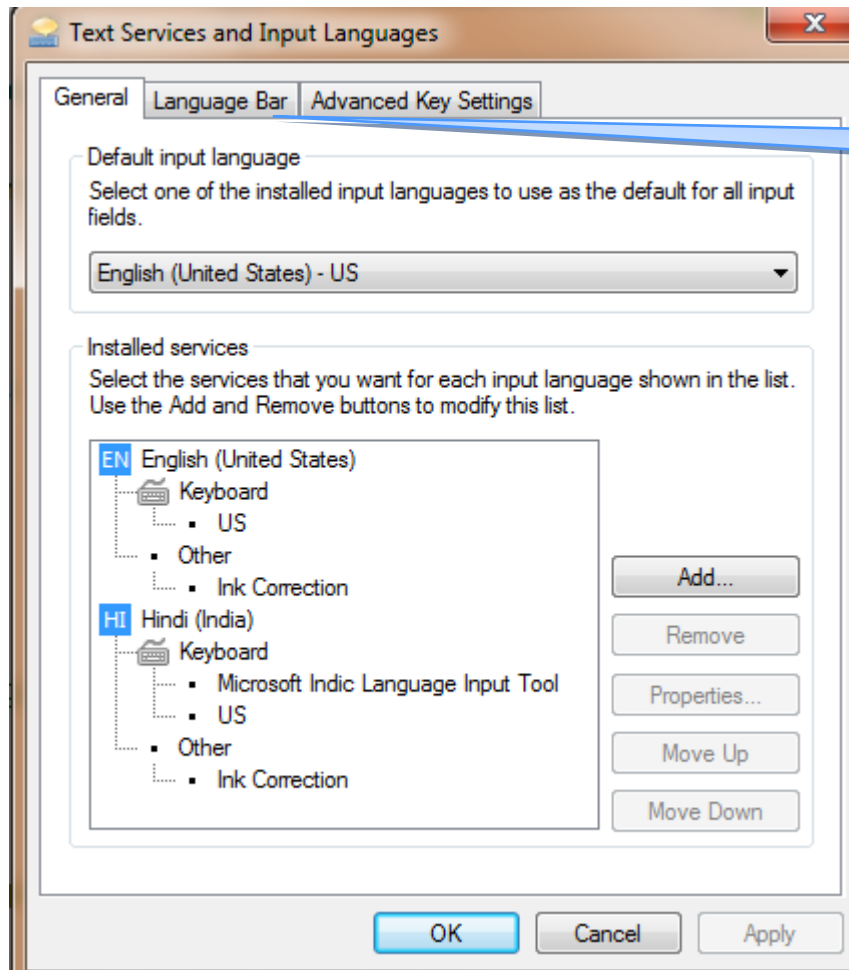 Text Services and Input Languages
X
General Language Bar Advanced Key Settings
Default input language
Select one of the installed input languages to use as the default for all input
fields.
English (United States) - US
Installed services
Select the services that you want for each input language shown in the list.
Use the Add and Remove buttons to modify this list.
EN English (United States)
Keyboard
US
Other
Ink Correction
HI Hindi (India)
Keyboard
Microsoft Indic Language Input Tool
US
Other
Ink Correction
Add...
Remove
Properties...
Move Up
Move Down
OK Cancel Apply